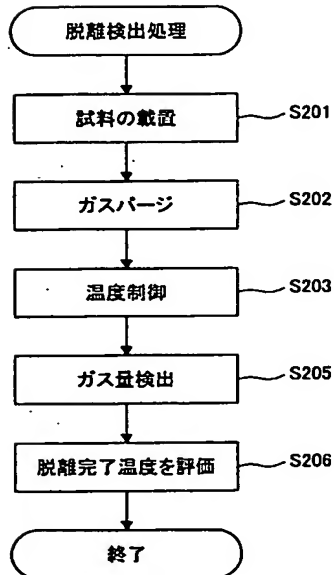 脱離検出処理
試料の載置 S201
ガスパージ S202
温度制御 S203
ガス量検出 S205
脱離完了温度を評価 S206
終了